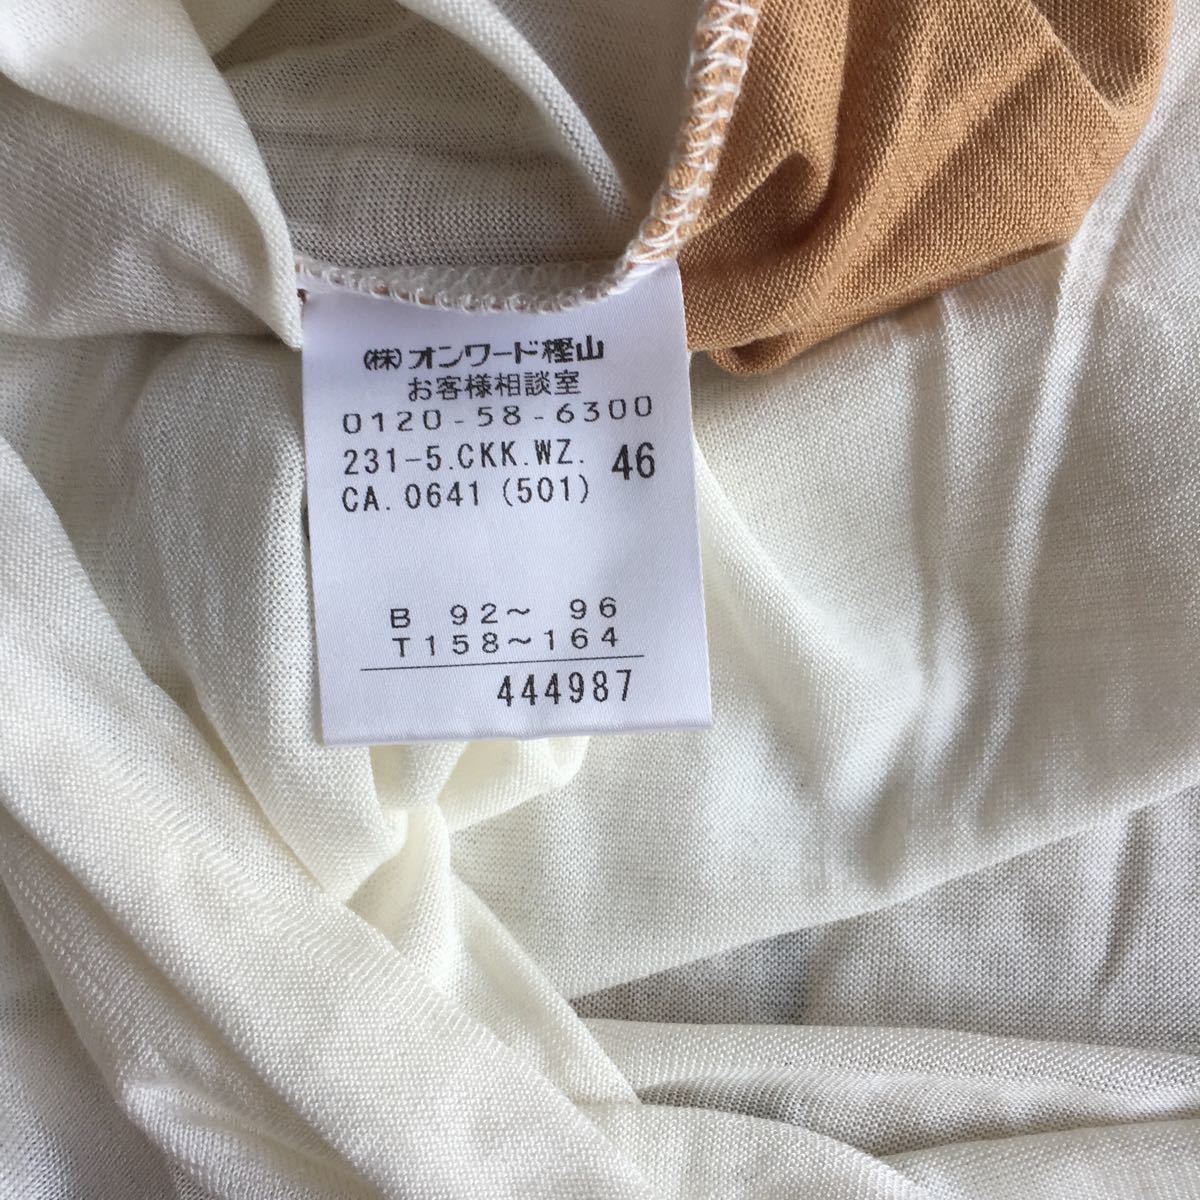 (株)オンワード樫山
お客様相談室
0120-58-6300
231-5.CKK.WZ. 46
CA.0641 (501)
B 92～ 96
T158～164
444987